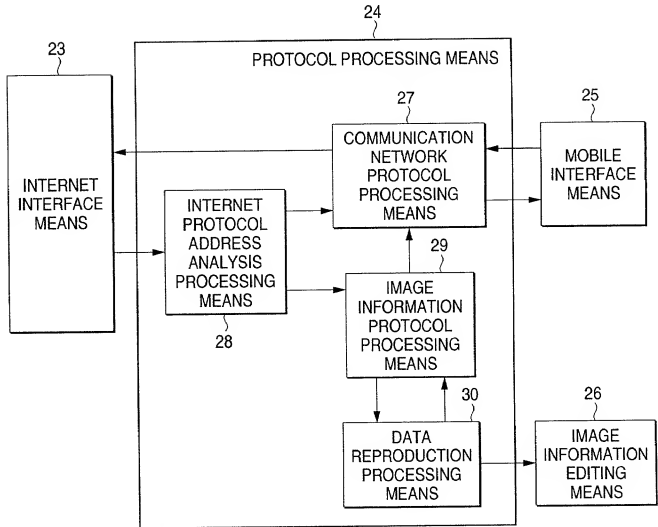 24
PROTOCOL PROCESSING MEANS
23
INTERNET
INTERFACE
MEANS
27
COMMUNICATION
NETWORK
PROTOCOL
PROCESSING
MEANS
25
MOBILE
INTERFACE
MEANS
INTERNET
PROTOCOL
ADDRESS
ANALYSIS
PROCESSING
MEANS
28
29
IMAGE
INFORMATION
PROTOCOL
PROCESSING
MEANS
30
DATA
REPRODUCTION
PROCESSING
MEANS
26
IMAGE
INFORMATION
EDITING
MEANS